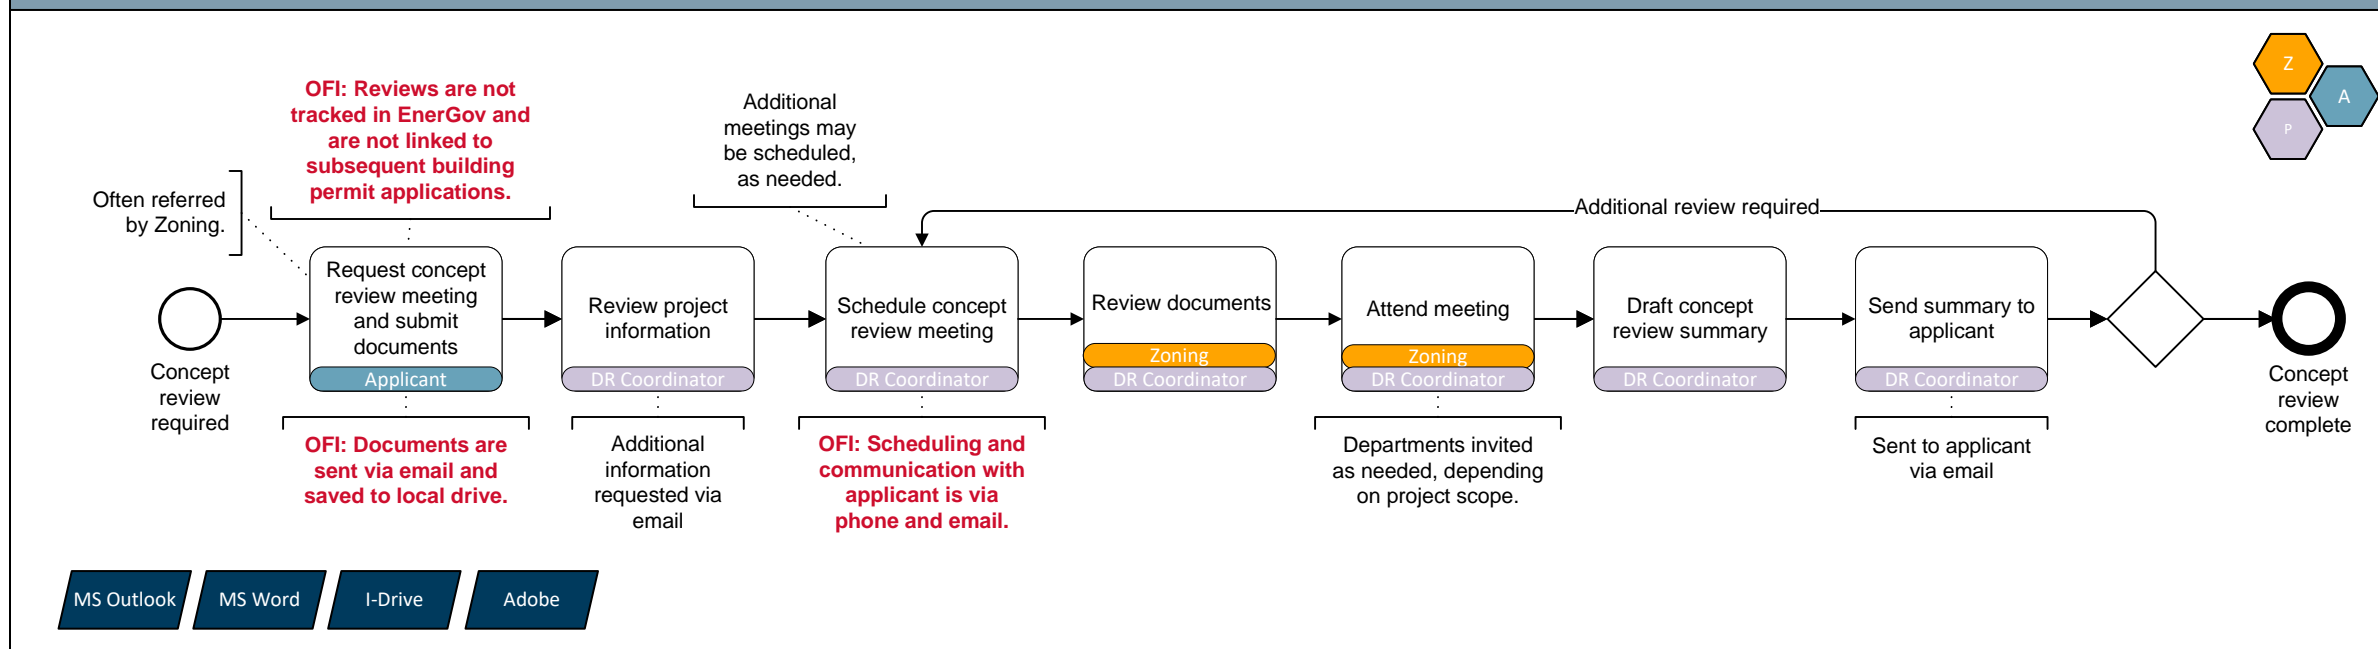 Z
A
P
OFI: Reviews are not
tracked in EnerGov and
are not linked to
subsequent building
permit applications.
Additional
meetings may
be scheduled,
as needed.
Often referred
by Zoning.
Additional review required
Concept
review
required
Request concept
review meeting
and submit
documents
Applicant
Review project
information
DR Coordinator
Schedule concept
review meeting
DR Coordinator
Review documents
Zoning
DR Coordinator
Attend meeting
Zoning
DR Coordinator
Draft concept
review summary
DR Coordinator
Send summary to
applicant
DR Coordinator
Concept
review
complete
OFI: Documents are
sent via email and
saved to local drive.
Additional
information
requested via
email
OFI: Scheduling and
communication with
applicant is via
phone and email.
Departments invited
as needed, depending
on project scope.
Sent to applicant
via email
MS Outlook
MS Word
I-Drive
Adobe